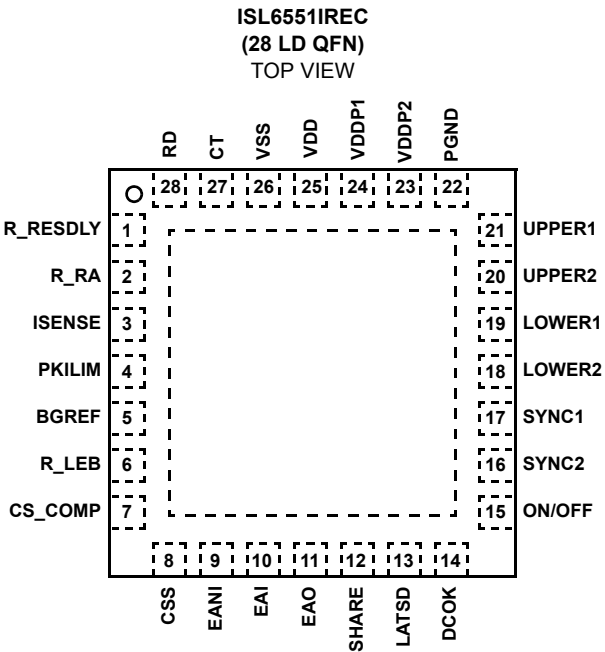 ISL6551IREC
(28 LD QFN)
TOP VIEW
RD
CT
VSS
VDD
VDDP1
VDDP2
PGND
28
27
26
25
24
23
22
R_RESDLY 1
R_RA 2
ISENSE 3
PKILIM 4
BGREF 5
R_LEB 6
CS_COMP 7
21 UPPER1
20 UPPER2
19 LOWER1
18 LOWER2
17 SYNC1
16 SYNC2
15 ON/OFF
8
9
10
11
12
13
14
CSS
EANI
EAI
EAO
SHARE
LATSD
DCOK